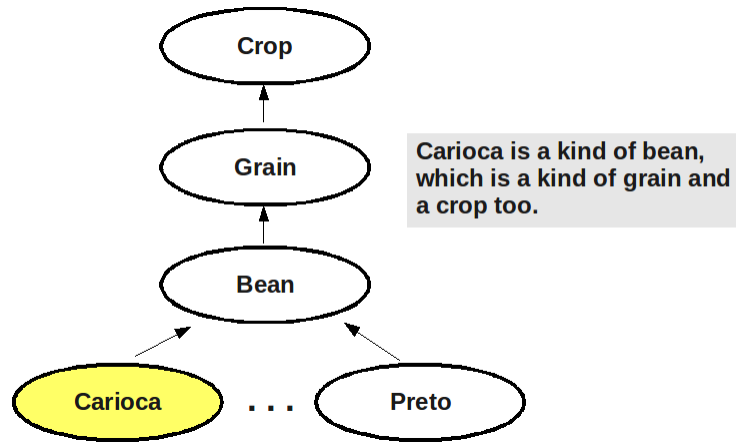 Crop
Grain
Carioca is a kind of bean,
which is a kind of grain and
a crop too.
Bean
Carioca
. . .
Preto